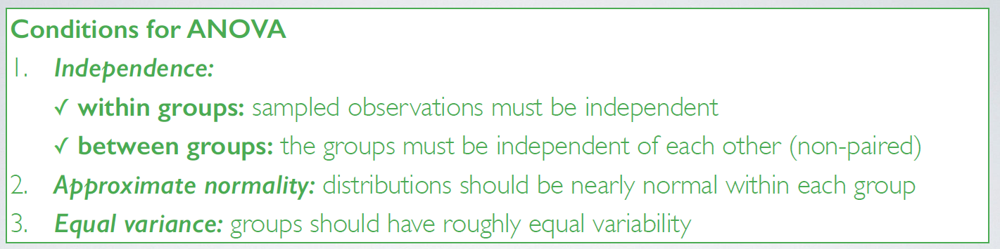 Conditions for ANOVA
1. Independence:
✓ within groups: sampled observations must be independent
✓ between groups: the groups must be independent of each other (non-paired)
2. Approximate normality: distributions should be nearly normal within each group
3. Equal variance: groups should have roughly equal variability